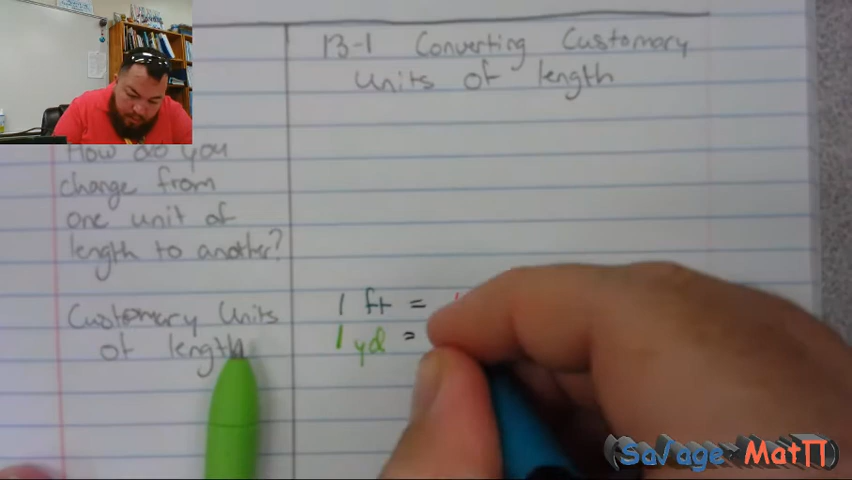 13-1 Converting Customary
Units of length
How do you
change from
one unit of
length to another?
Customary Units
of length
1 ft =
1 yd =
Savage MatΠ